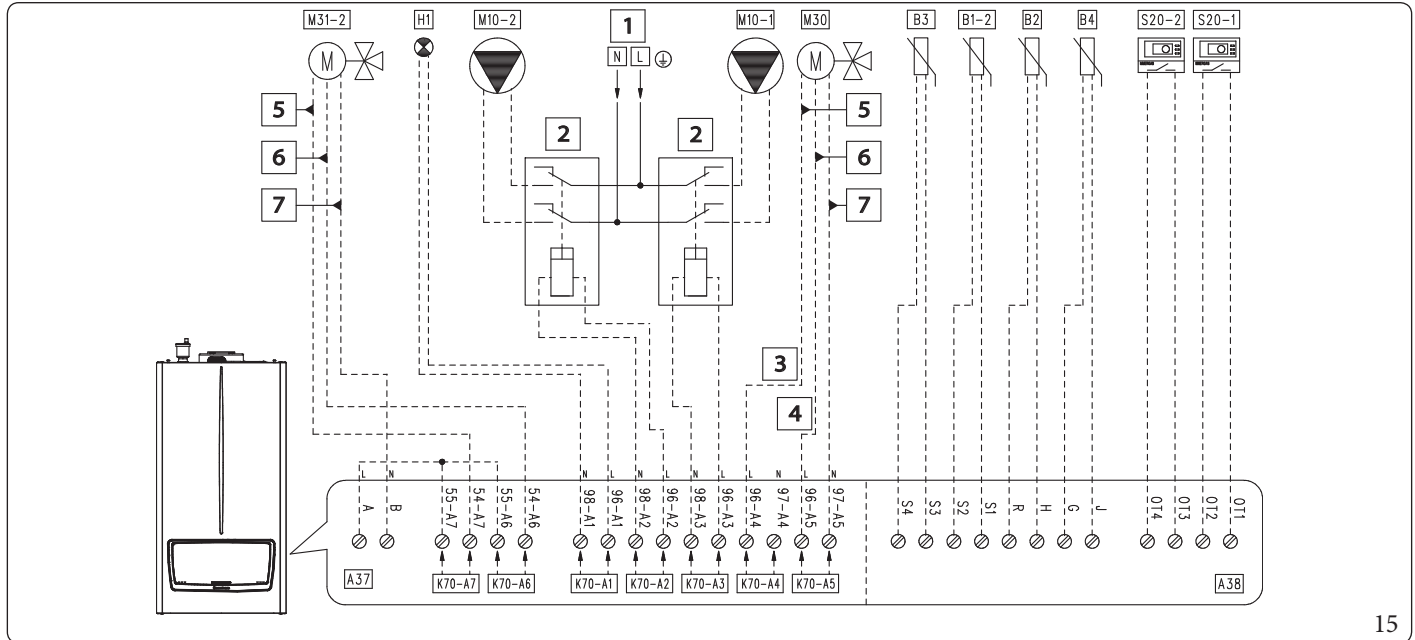 M31-2 H1 M10-2 1 M10-1 M30 B3 B1-2 B2 B4 S20-2 S20-1
N L
M M
5 5
2 2
6 6
7 7
3
4
L N N L N L N L L N L N
A B 55-A7 54-A7 55-A6 54-A6 98-A1 96-A1 98-A2 96-A2 98-A3 96-A3 96-A4 97-A4 96-A5 97-A5 S4 S3 S2 S1 R H G J OT4 OT3 OT2 OT1
A37 K70-A7 K70-A6 K70-A1 K70-A2 K70-A3 K70-A4 K70-A5 A38
15